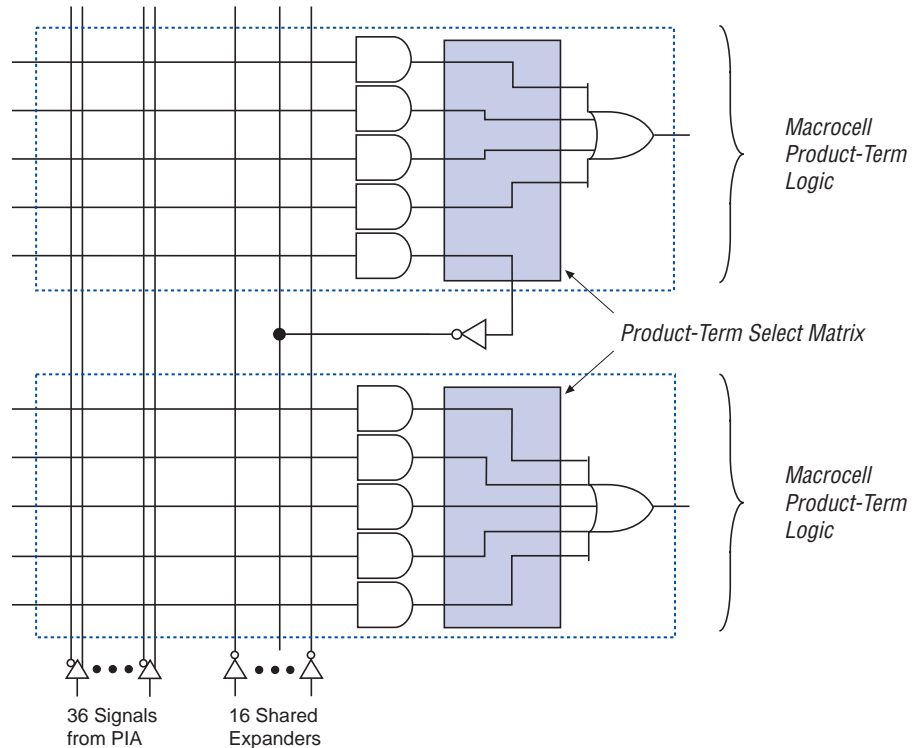 Macrocell
Product-Term
Logic
Product-Term Select Matrix
Macrocell
Product-Term
Logic
36 Signals
from PIA
16 Shared
Expanders